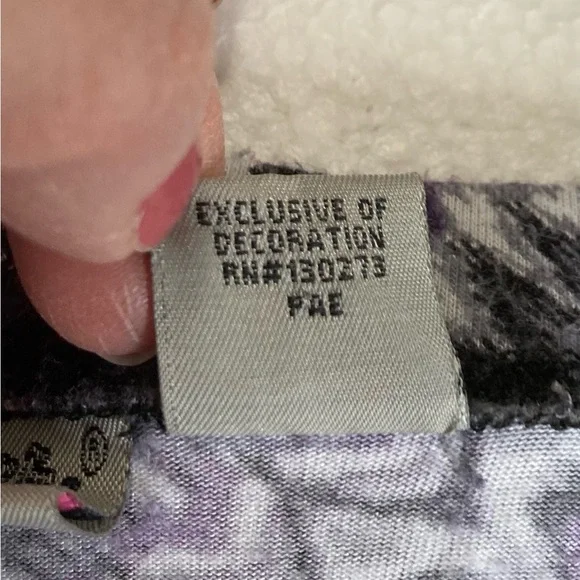 EXCLUSIVE OF
DECORATION
RN#130273
PAE
®